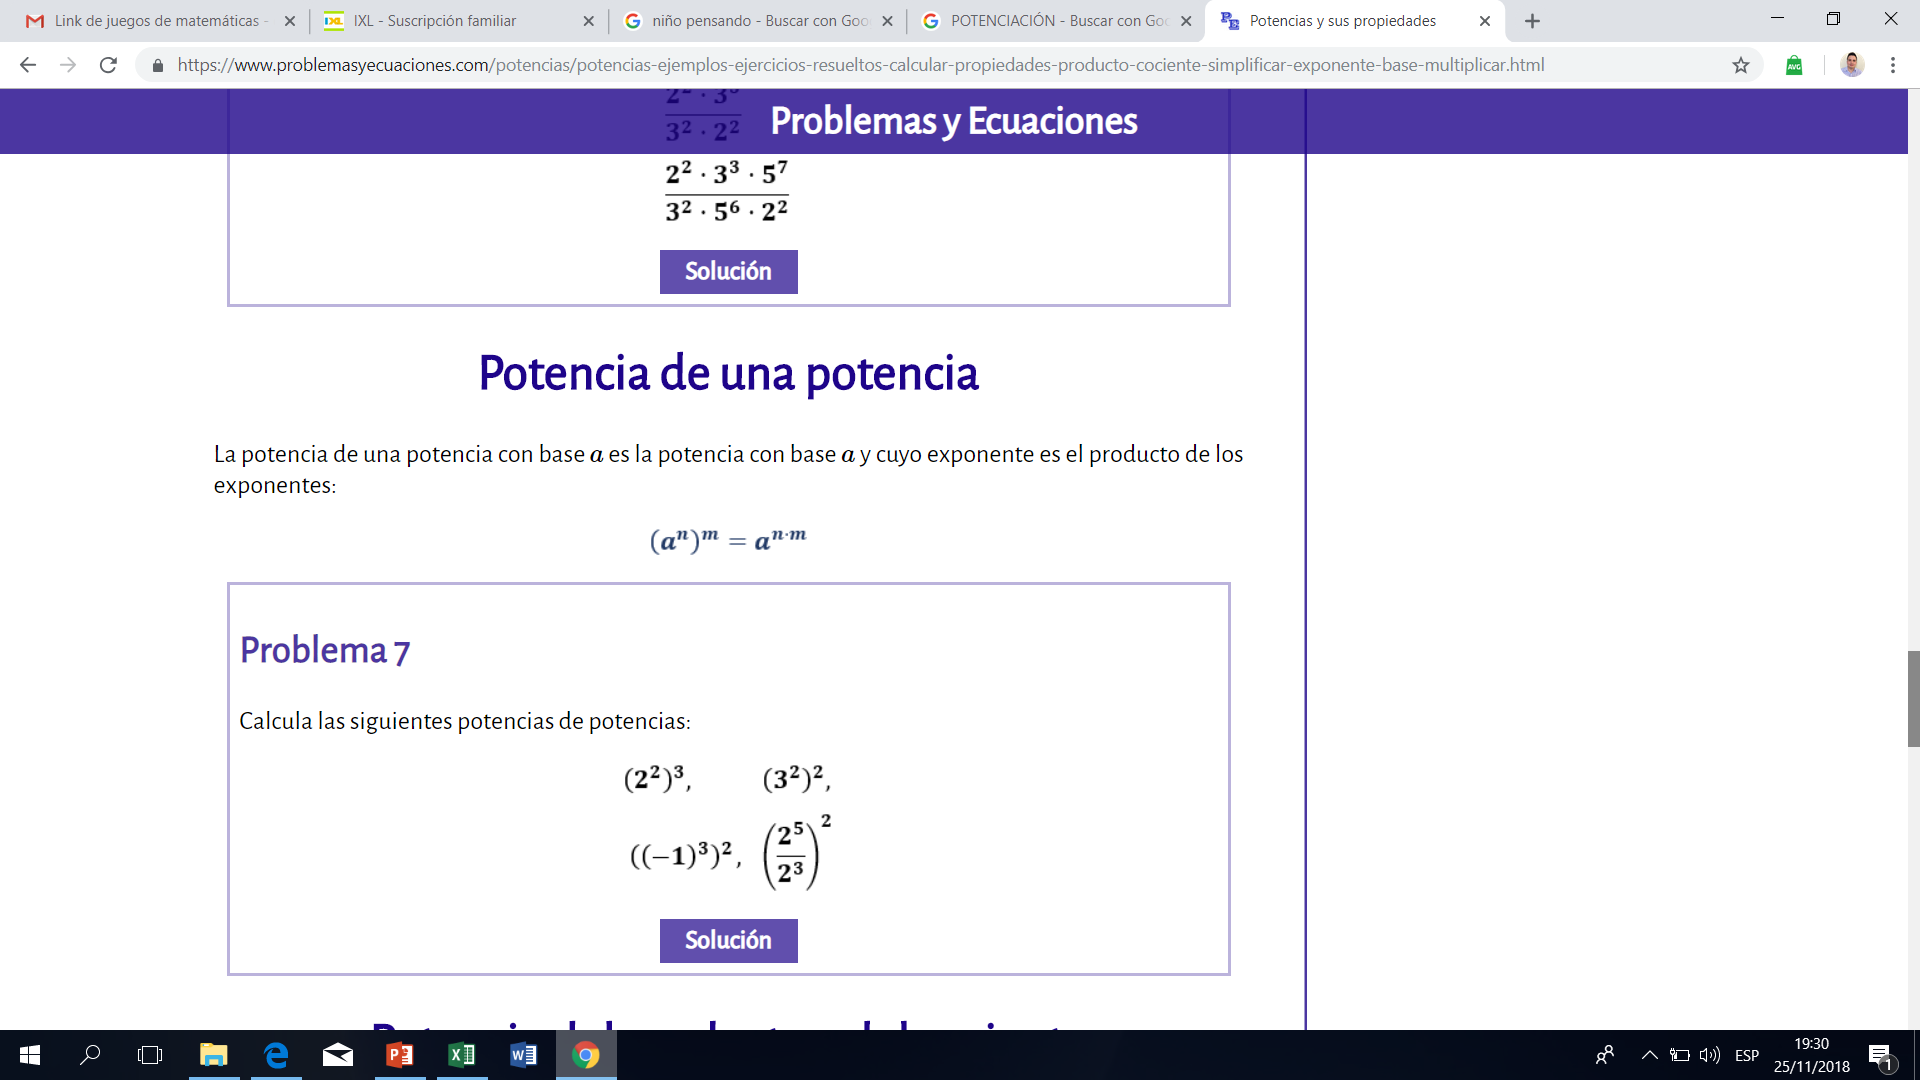 Link de juegos de matemáticas -
IXL - Suscripción familiar
niño pensando - Buscar con Goo
POTENCIACIÓN - Buscar con Goo
Potencias y sus propiedades
https://www.problemasyecuaciones.com/potencias/potencias-ejemplos-ejercicios-resueltos-calcular-propiedades-producto-cociente-simplificar-exponente-base-multiplicar.html
AVG
Problemas y Ecuaciones
2² · 3³
3² · 2²
2² · 3³ · 5⁷
3² · 5⁶ · 2²
Solución
Potencia de una potencia
La potencia de una potencia con base a es la potencia con base a y cuyo exponente es el producto de los
exponentes:
(aⁿ)ᵐ = aⁿ·ᵐ
Problema 7
Calcula las siguientes potencias de potencias:
(2²)³, (3²)²,
((−1)³)², (2⁵/2³)²
Solución
ESP
19:30
25/11/2018
1